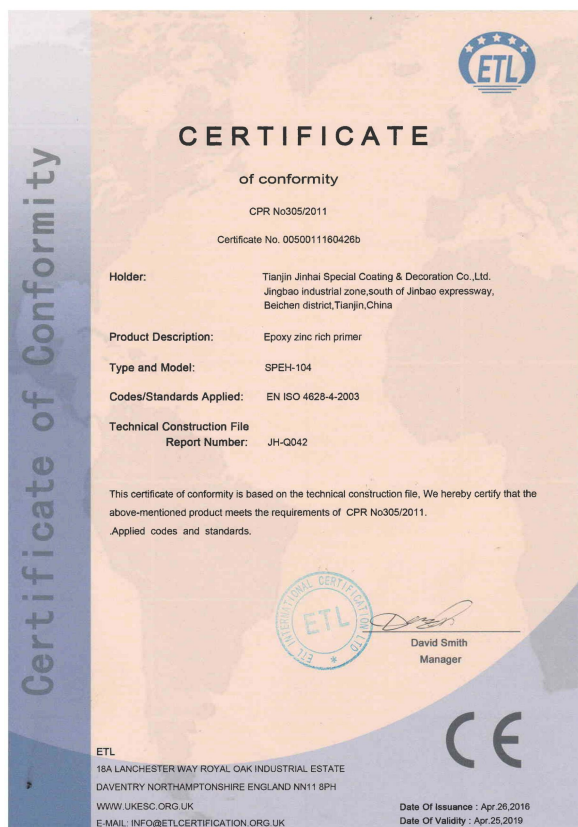 ETL
CERTIFICATE
of conformity
CPR No305/2011
Certificate No. 0050011160426b
Certificate of Conformity
Holder: Tianjin Jinhai Special Coating & Decoration Co.,Ltd.
Jingbao industrial zone,south of Jinbao expressway,
Beichen district,Tianjin,China
Product Description: Epoxy zinc rich primer
Type and Model: SPEH-104
Codes/Standards Applied: EN ISO 4628-4-2003
Technical Construction File
Report Number: JH-Q042
This certificate of conformity is based on the technical construction file, We hereby certify that the
above-mentioned product meets the requirements of CPR No305/2011.
.Applied codes and standards.
ETL INTERNATIONAL CERTIFICATION LTD
ETL
David Smith
Manager
CE
ETL
18A LANCHESTER WAY ROYAL OAK INDUSTRIAL ESTATE
DAVENTRY NORTHAMPTONSHIRE ENGLAND NN11 8PH
WWW.UKESC.ORG.UK
E-MAIL: INFO@ETLCERTIFICATION.ORG.UK
Date Of Issuance : Apr.26,2016
Date Of Validity : Apr.25,2019